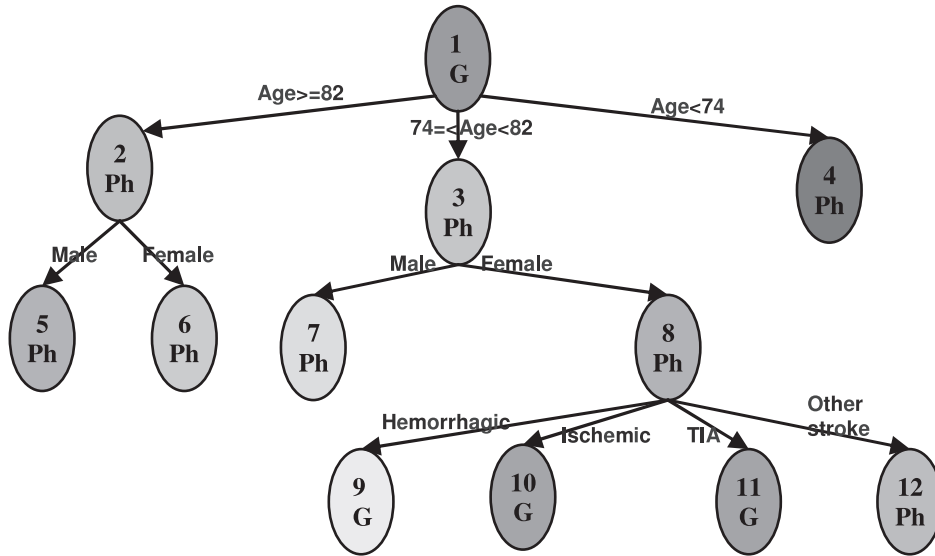 1
G
Age>=82
74=<Age<82
Age<74
2
Ph
3
Ph
4
Ph
Male
Female
Male
Female
5
Ph
6
Ph
7
Ph
8
Ph
Hemorrhagic
Ischemic
TIA
Other
stroke
9
G
10
G
11
G
12
Ph